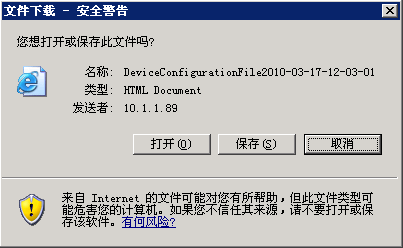 文件下载 - 安全警告
您想打开或保存此文件吗?
名称: DeviceConfigurationFile2010-03-17-12-03-01
类型: HTML Document
发送者: 10.1.1.89
打开(O) 保存(S) 取消
来自 Internet 的文件可能对您有所帮助，但此文件类型可
能危害您的计算机。如果您不信任其来源，请不要打开或保
存该软件。有何风险?